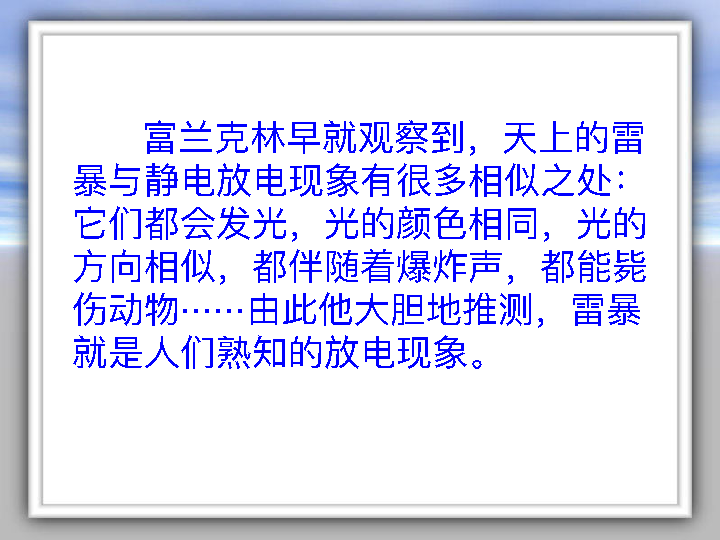 富兰克林早就观察到，天上的雷
暴与静电放电现象有很多相似之处：
它们都会发光，光的颜色相同，光的
方向相似，都伴随着爆炸声，都能毙
伤动物……由此他大胆地推测，雷暴
就是人们熟知的放电现象。